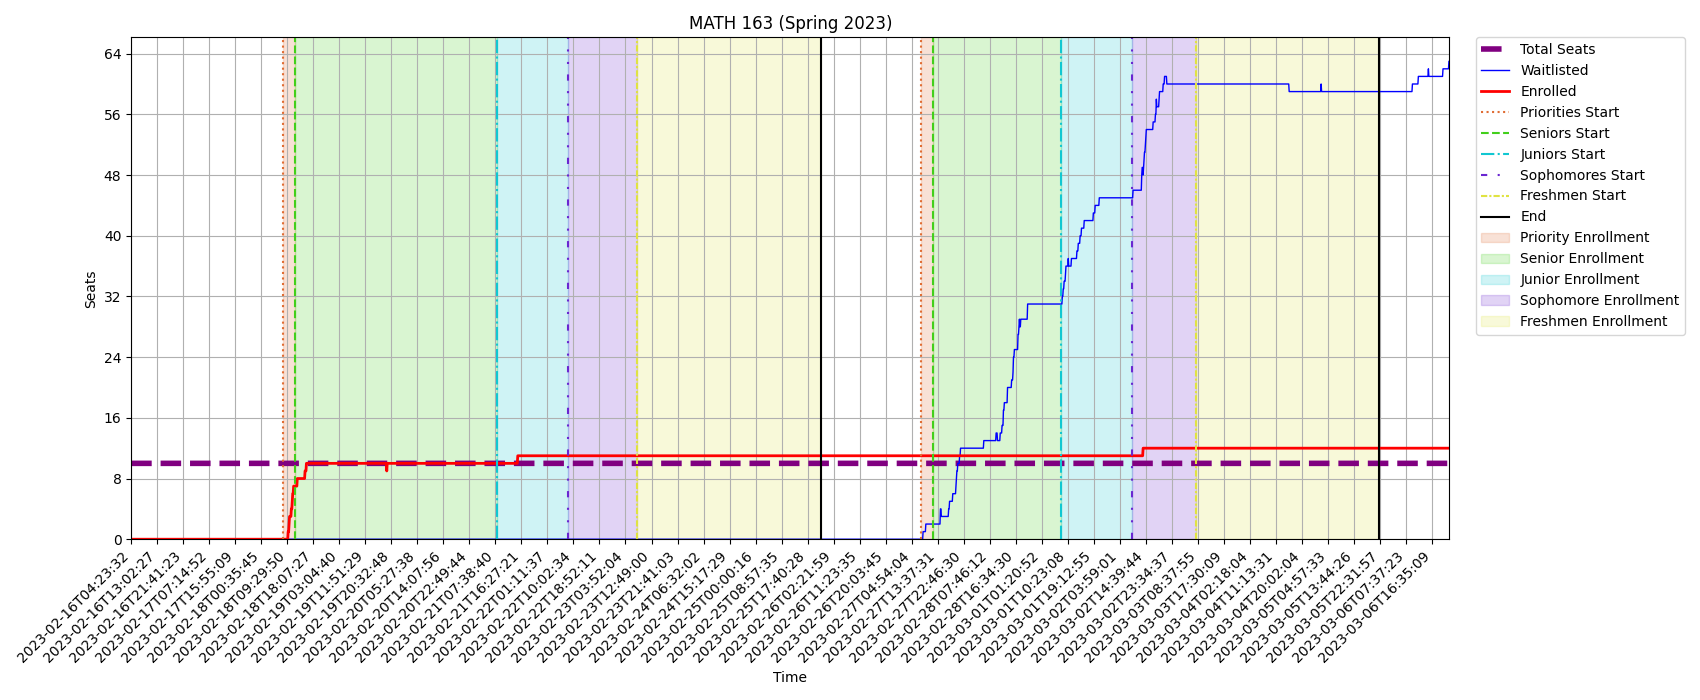 MATH 163 (Spring 2023)
64
56
48
40
32
24
16
8
0
Seats
2023-02-16T04:23:32
2023-02-16T13:02:27
2023-02-16T21:41:23
2023-02-17T07:14:52
2023-02-17T15:55:09
2023-02-18T00:35:45
2023-02-18T09:29:50
2023-02-18T18:07:27
2023-02-19T03:04:40
2023-02-19T11:51:29
2023-02-19T20:32:48
2023-02-20T05:27:38
2023-02-20T14:07:56
2023-02-20T22:49:44
2023-02-21T07:38:40
2023-02-21T16:27:21
2023-02-22T01:11:37
2023-02-22T10:02:34
2023-02-22T18:52:11
2023-02-23T03:52:04
2023-02-23T12:49:00
2023-02-23T21:41:03
2023-02-24T06:32:02
2023-02-24T15:17:29
2023-02-25T00:00:16
2023-02-25T08:57:35
2023-02-25T17:40:28
2023-02-26T02:21:59
2023-02-26T11:23:35
2023-02-26T20:03:45
2023-02-27T04:54:04
2023-02-27T13:37:31
2023-02-27T22:46:30
2023-02-28T07:46:12
2023-02-28T16:34:30
2023-03-01T01:20:52
2023-03-01T10:23:08
2023-03-01T19:12:55
2023-03-02T03:59:01
2023-03-02T14:39:44
2023-03-02T23:34:37
2023-03-03T08:37:55
2023-03-03T17:30:09
2023-03-04T02:18:04
2023-03-04T11:13:31
2023-03-04T20:02:04
2023-03-05T04:57:33
2023-03-05T13:44:26
2023-03-05T22:31:57
2023-03-06T07:37:23
2023-03-06T16:35:09
Time
Total Seats
Waitlisted
Enrolled
Priorities Start
Seniors Start
Juniors Start
Sophomores Start
Freshmen Start
End
Priority Enrollment
Senior Enrollment
Junior Enrollment
Sophomore Enrollment
Freshmen Enrollment